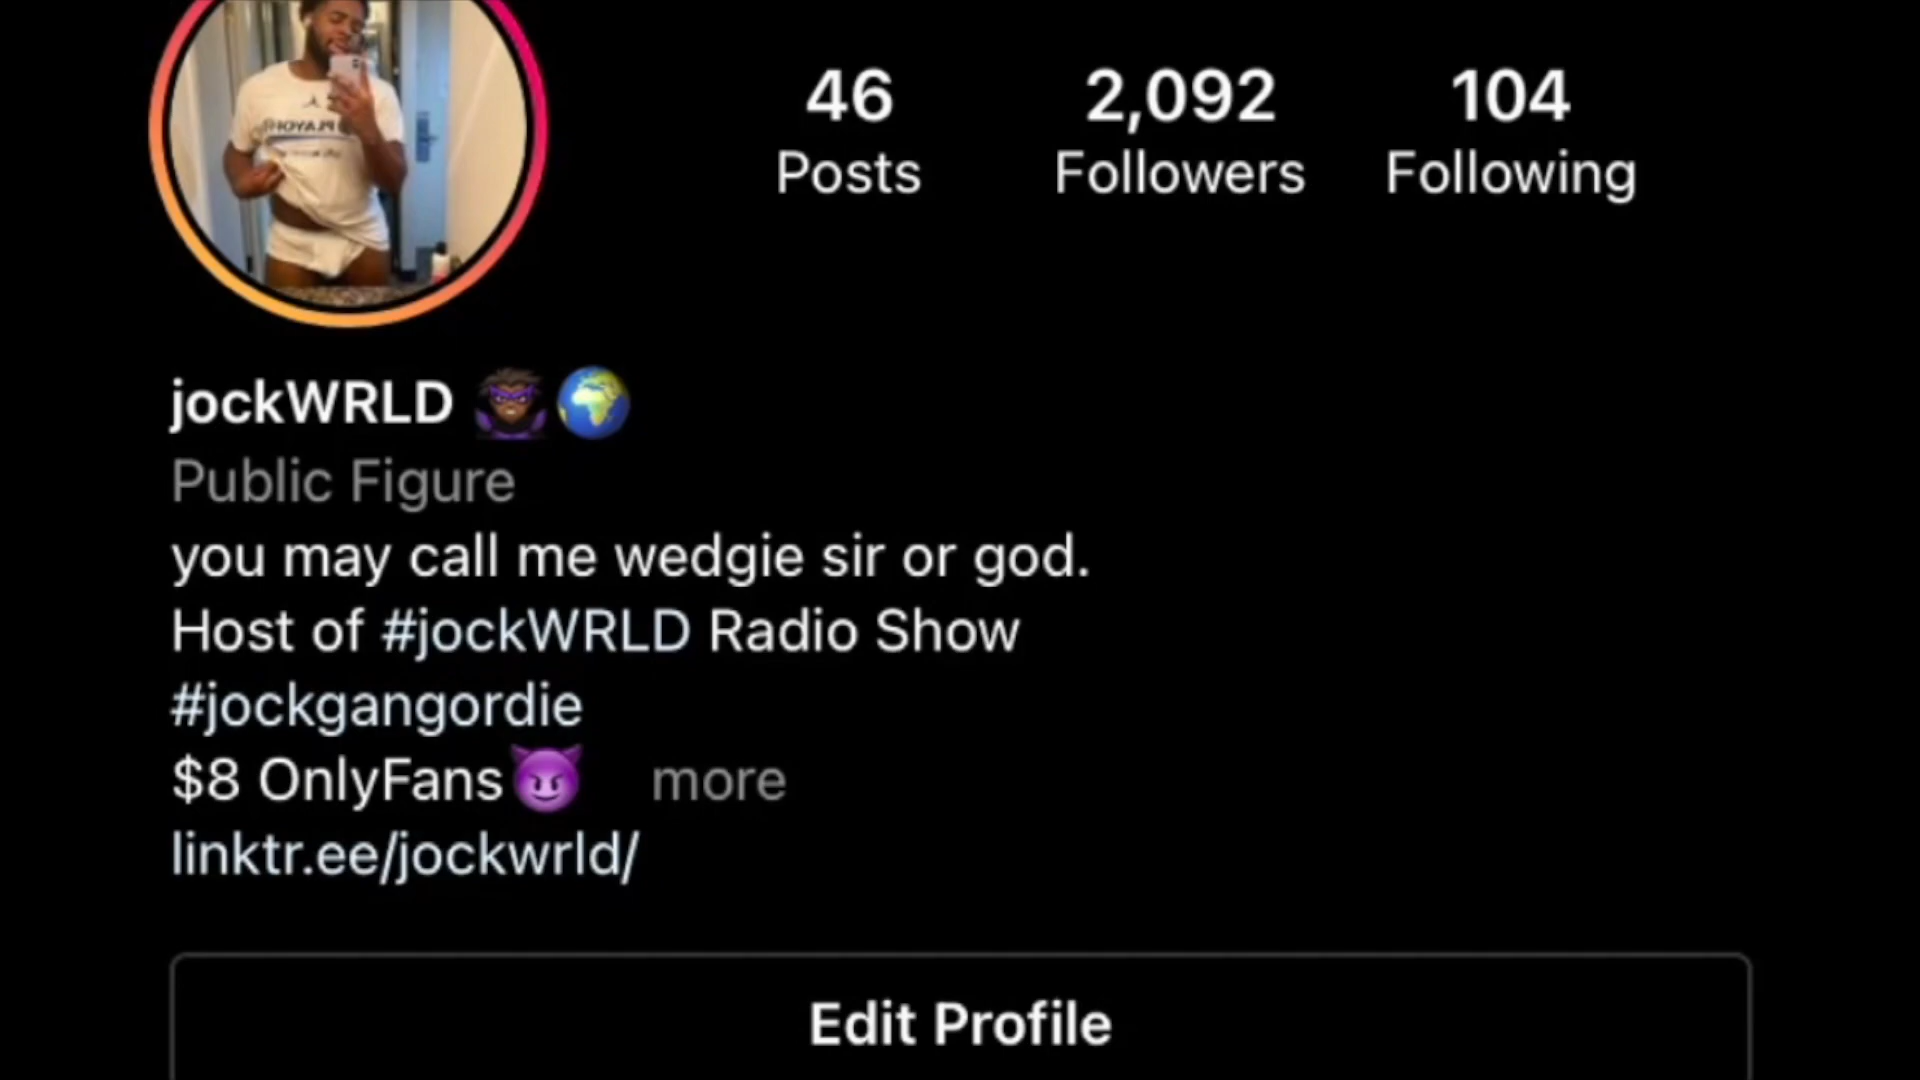 46
2,092
104
Posts
Followers
Following
jockWRLD 🦹🏾🌍
Public Figure
you may call me wedgie sir or god.
Host of #jockWRLD Radio Show
#jockgangordie
$8 OnlyFans😈 more
linktr.ee/jockwrld/
Edit Profile